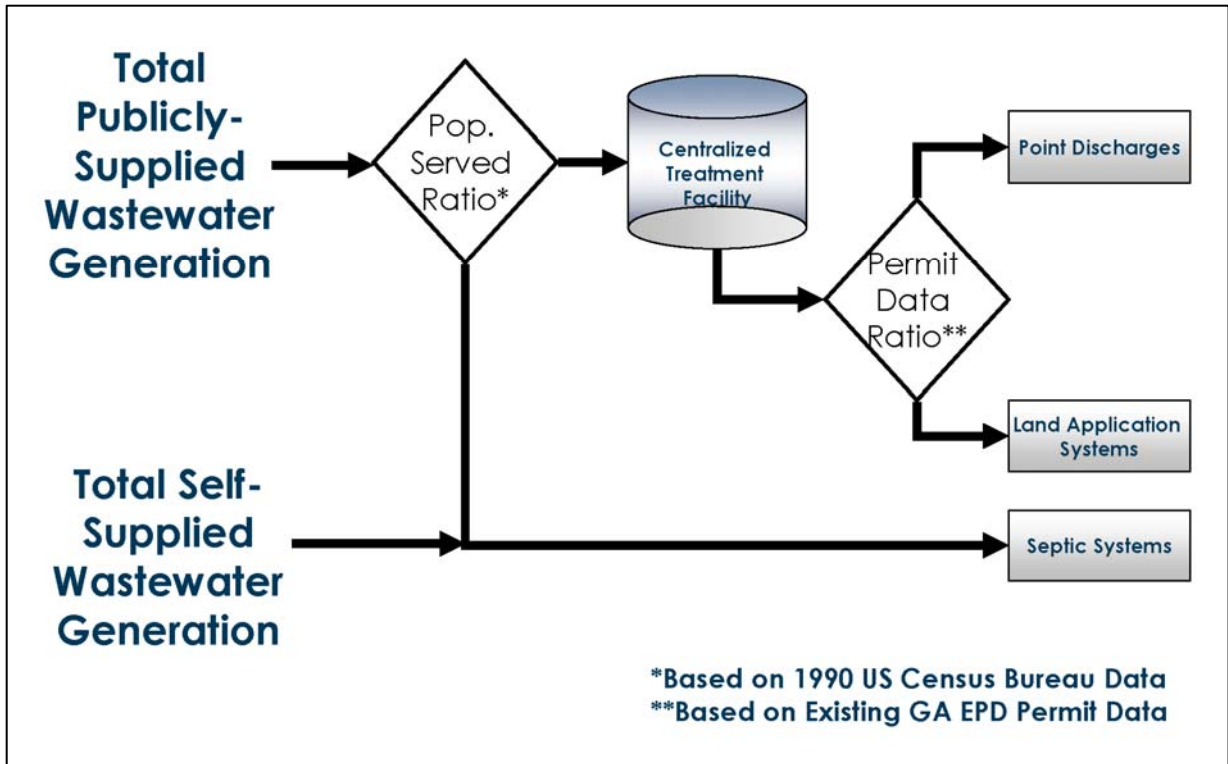 Total
Publicly-
Supplied
Wastewater
Generation
Pop.
Served
Ratio*
Centralized
Treatment
Facility
Point Discharges
Permit
Data
Ratio**
Land Application
Systems
Total Self-
Supplied
Wastewater
Generation
Septic Systems
*Based on 1990 US Census Bureau Data
**Based on Existing GA EPD Permit Data